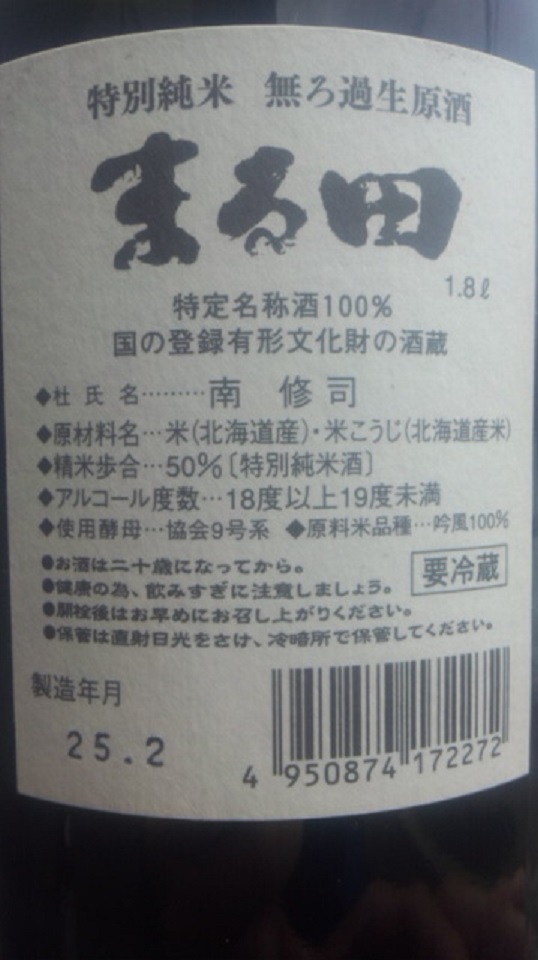 特別純米 無ろ過生原酒
まる田
1.8ℓ
特定名称酒100%
国の登録有形文化財の酒蔵
◆杜氏名………南 修司
◆原材料名…米(北海道産)・米こうじ(北海道産米)
◆精米歩合…50%〔特別純米酒〕
◆アルコール度数…18度以上19度未満
◆使用酵母…協会9号系 ◆原料米品種…吟風100%
●お酒は二十歳になってから。
●健康の為、飲みすぎに注意しましょう。
要冷蔵
●開栓後はお早めにお召し上がりください。
●保管は直射日光をさけ、冷暗所で保管してください。
製造年月
25.2
4 950874 172272